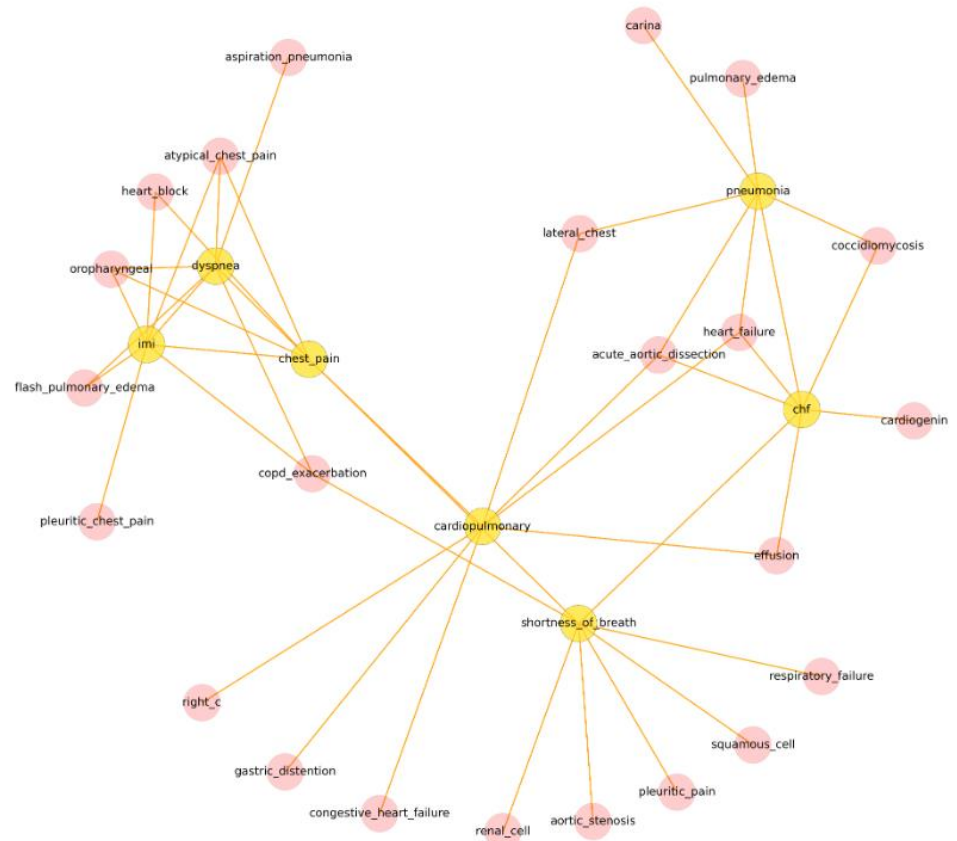 carina
aspiration_pneumonia
pulmonary_edema
atypical_chest_pain
heart_block
pneumonia
lateral_chest
coccidiomycosis
oropharyngeal
dyspnea
heart_failure
imi
acute_aortic_dissection
chest_pain
flash_pulmonary_edema
chf
cardiogenin
copd_exacerbation
pleuritic_chest_pain
cardiopulmonary
effusion
shortness_of_breath
respiratory_failure
right_c
squamous_cell
gastric_distention
pleuritic_pain
congestive_heart_failure
aortic_stenosis
renal_cell